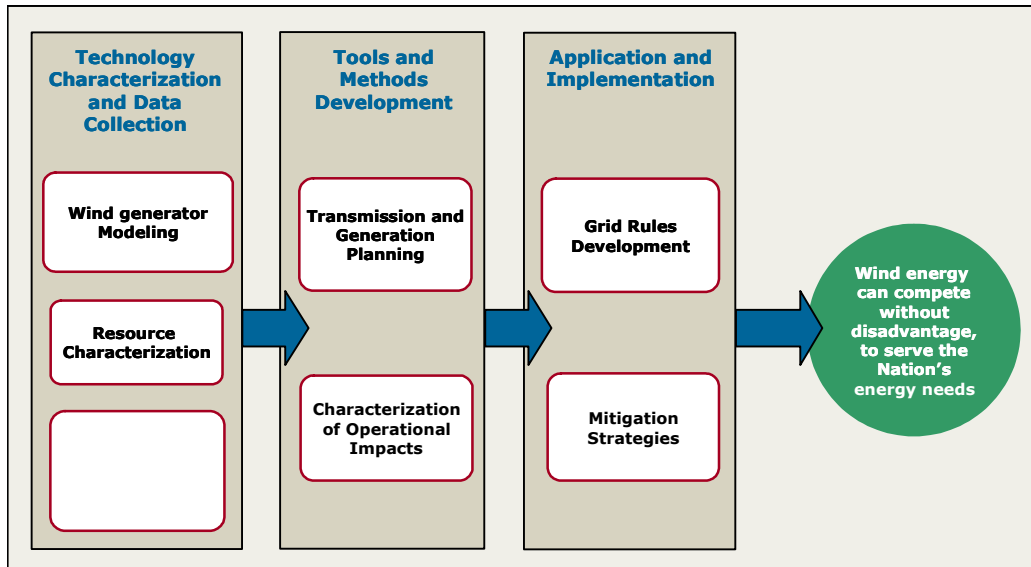 Technology
Characterization
and Data
Collection
Wind generator
Modeling
Resource
Characterization
Tools and
Methods
Development
Transmission and
Generation
Planning
Characterization
of Operational
Impacts
Application and
Implementation
Grid Rules
Development
Mitigation
Strategies
Wind energy
can compete
without
disadvantage,
to serve the
Nation’s
energy needs